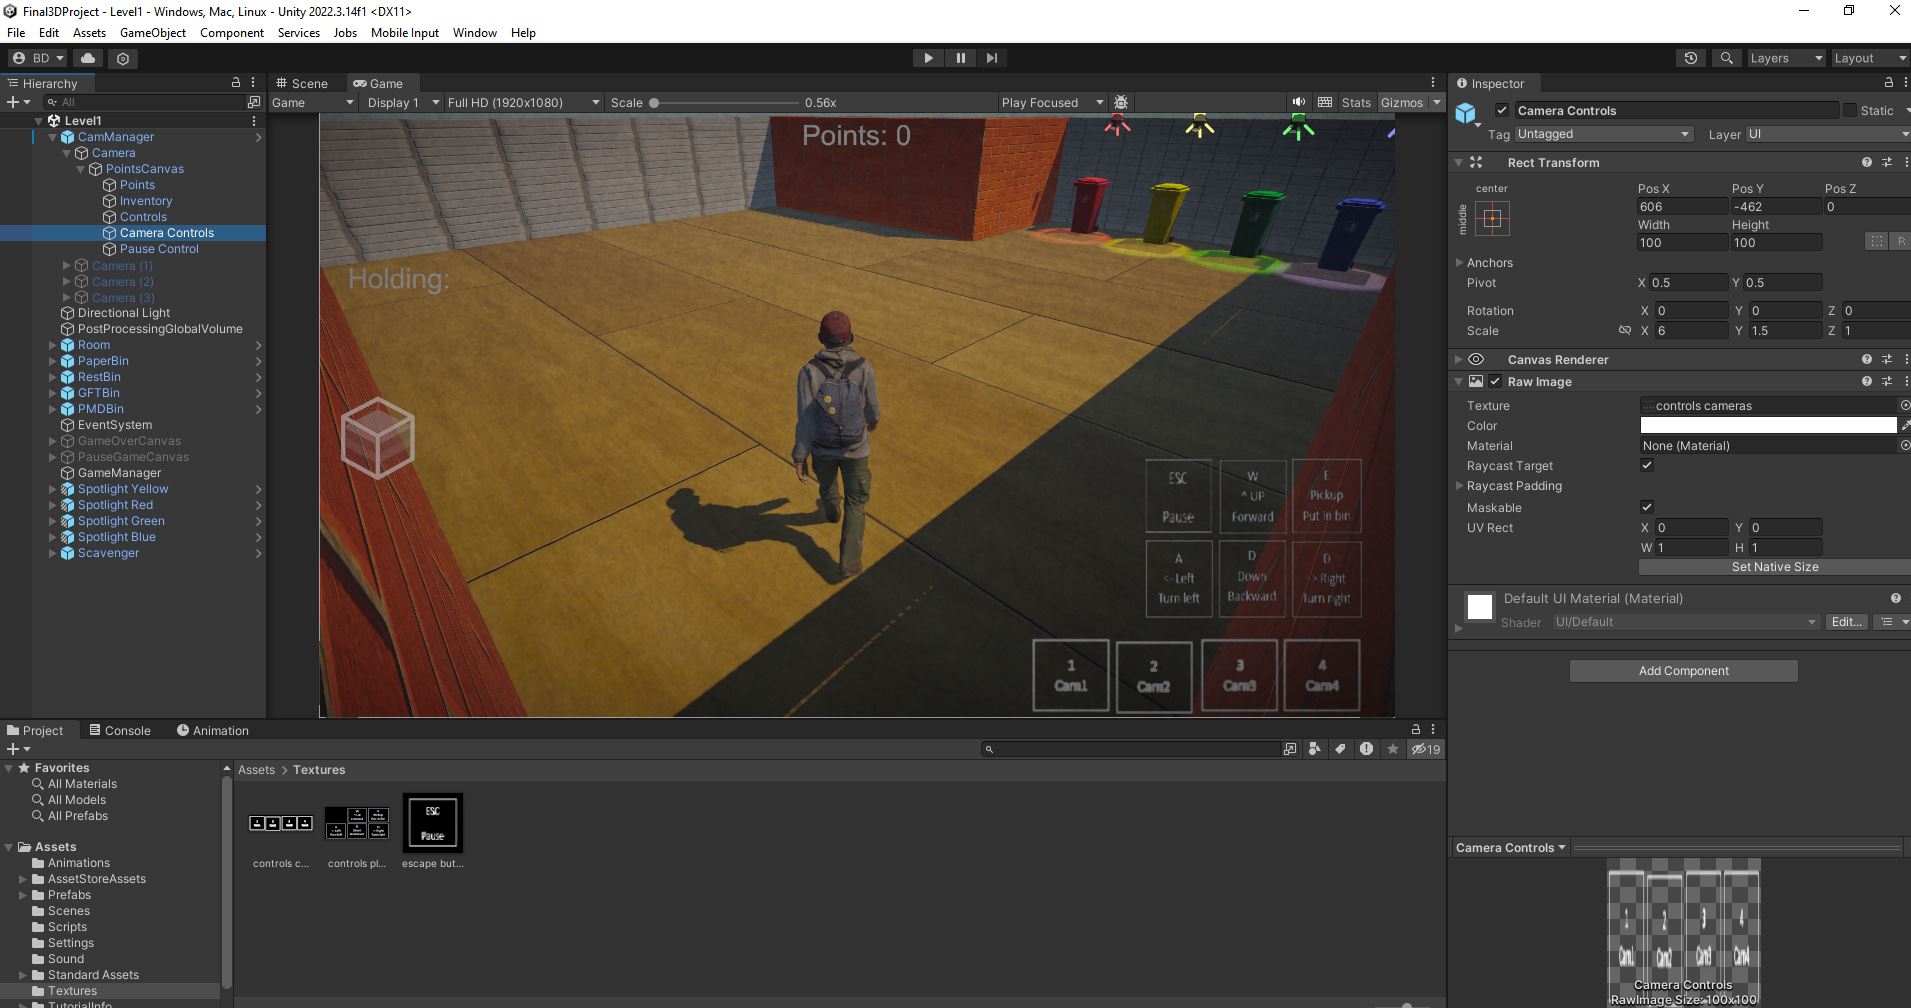 Final3DProject - Level1 - Windows, Mac, Linux - Unity 2022.3.14f1 <DX11>
File Edit Assets GameObject Component Services Jobs Mobile Input Window Help
BD
Layers
Layout
Hierarchy
All
Level1
CamManager
Camera
PointsCanvas
Points
Inventory
Controls
Camera Controls
Pause Control
Camera (1)
Camera (2)
Camera (3)
Directional Light
PostProcessingGlobalVolume
Room
PaperBin
RestBin
GFTBin
PMDBin
EventSystem
GameOverCanvas
PauseGameCanvas
GameManager
Spotlight Yellow
Spotlight Red
Spotlight Green
Spotlight Blue
Scavenger
Scene Game
Game Display 1 Full HD (1920x1080) Scale 0.56x Play Focused Stats Gizmos
Points: 0
Holding:
ESC
Pause
W
^ UP
Forward
E
Pickup
Put in bin
A
<- Left
Turn left
D
Down
Backward
D
-> Right
Turn right
1
Cam1
2
Cam2
3
Cam3
4
Cam4
Inspector
Camera Controls Static
Tag Untagged Layer UI
Rect Transform
center
middle
Pos X Pos Y Pos Z
606 -462 0
Width Height
100 100
R
Anchors
Pivot X 0.5 Y 0.5
Rotation X 0 Y 0 Z 0
Scale X 6 Y 1.5 Z 1
Canvas Renderer
Raw Image
Texture controls cameras
Color
Material None (Material)
Raycast Target
Raycast Padding
Maskable
UV Rect X 0 Y 0
W 1 H 1
Set Native Size
Default UI Material (Material)
Shader UI/Default Edit...
Add Component
Camera Controls
1 2 3 4
Cam1 Cam2 Cam3 Cam4
Camera Controls
RawImage Size: 100x100
Project Console Animation
19
Favorites
All Materials
All Models
All Prefabs
Assets
Animations
AssetStoreAssets
Prefabs
Scenes
Scripts
Settings
Sound
Standard Assets
Textures
TutorialInfo
Assets > Textures
ESC
Pause
controls c... controls pl... escape but...